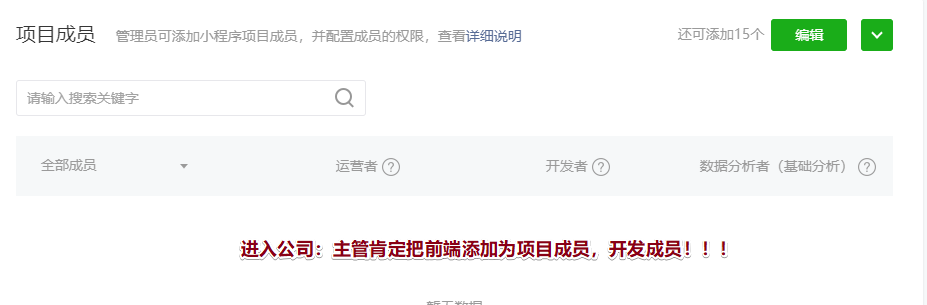 项目成员 管理员可添加小程序项目成员，并配置成员的权限，查看详细说明 还可添加15个 编辑
请输入搜索关键字
全部成员 运营者 ? 开发者 ? 数据分析者（基础分析） ?
进入公司：主管肯定把前端添加为项目成员，开发成员！！！